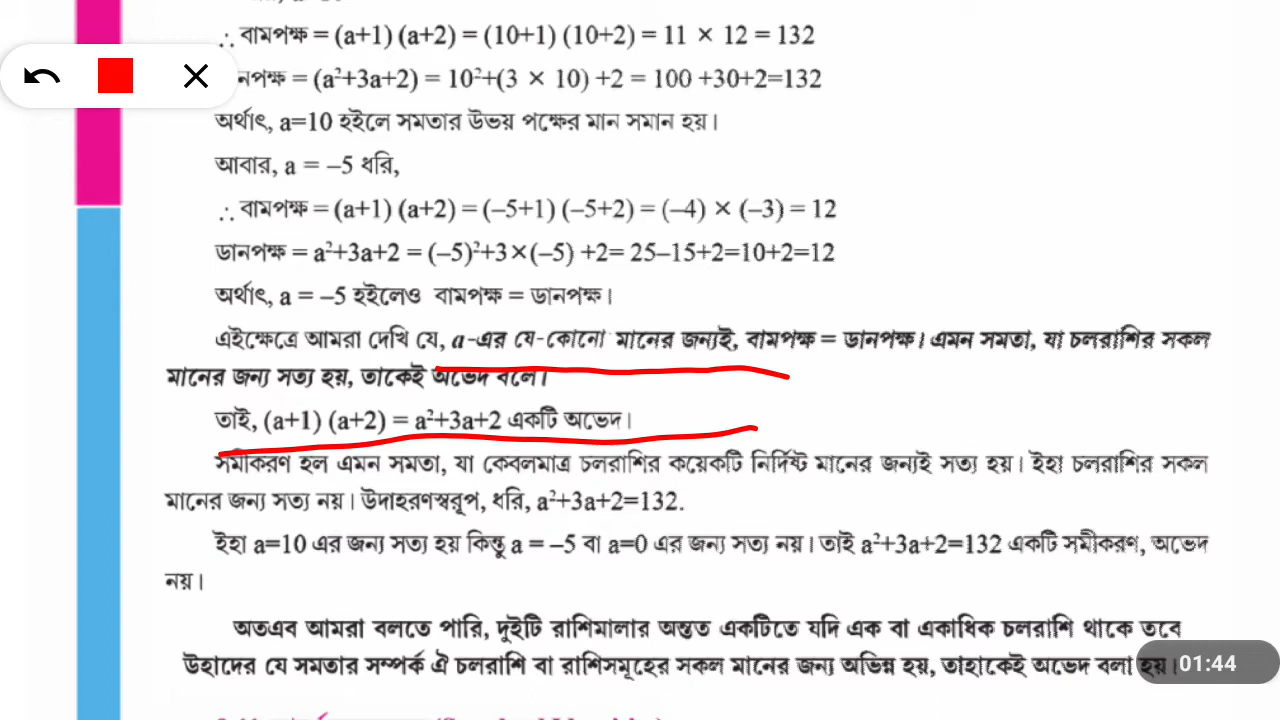 ∴ বামপক্ষ = (a+1) (a+2) = (10+1) (10+2) = 11 × 12 = 132
নপক্ষ = (a²+3a+2) = 10²+(3 × 10) +2 = 100 +30+2=132
অর্থাৎ, a=10 হইলে সমতার উভয় পক্ষের মান সমান হয়।
আবার, a = –5 ধরি,
∴ বামপক্ষ = (a+1) (a+2) = (–5+1) (–5+2) = (–4) × (–3) = 12
ডানপক্ষ = a²+3a+2 = (–5)²+3×(–5) +2= 25–15+2=10+2=12
অর্থাৎ, a = –5 হইলেও বামপক্ষ = ডানপক্ষ।
এইক্ষেত্রে আমরা দেখি যে, a-এর যে-কোনো মানের জন্যই, বামপক্ষ = ডানপক্ষ। এমন সমতা, যা চলরাশির সকল
মানের জন্য সত্য হয়, তাকেই অভেদ বলে।
তাই, (a+1) (a+2) = a²+3a+2 একটি অভেদ।
সমীকরণ হল এমন সমতা, যা কেবলমাত্র চলরাশির কয়েকটি নির্দিষ্ট মানের জন্যই সত্য হয়। ইহা চলরাশির সকল
মানের জন্য সত্য নয়। উদাহরণস্বরূপ, ধরি, a²+3a+2=132.
ইহা a=10 এর জন্য সত্য হয় কিন্তু a = –5 বা a=0 এর জন্য সত্য নয়। তাই a²+3a+2=132 একটি সমীকরণ, অভেদ
নয়।
অতএব আমরা বলতে পারি, দুইটি রাশিমালার অন্তত একটিতে যদি এক বা একাধিক চলরাশি থাকে তবে
উহাদের যে সমতার সম্পর্ক ঐ চলরাশি বা রাশিসমূহের সকল মানের জন্য অভিন্ন হয়, তাহাকেই অভেদ বলা হয়।
01:44